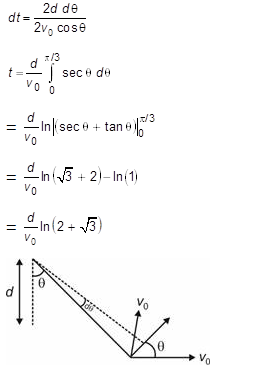 dt = 2d dθ / 2v₀ cosθ
t = d/v₀ ∫₀^π/3 sec θ dθ
= d/v₀ ln|(sec θ + tan θ)|₀^π/3
= d/v₀ ln(√3 + 2) – ln(1)
= d/v₀ ln(2 + √3)
d
θ
dθ
v₀
θ
v₀